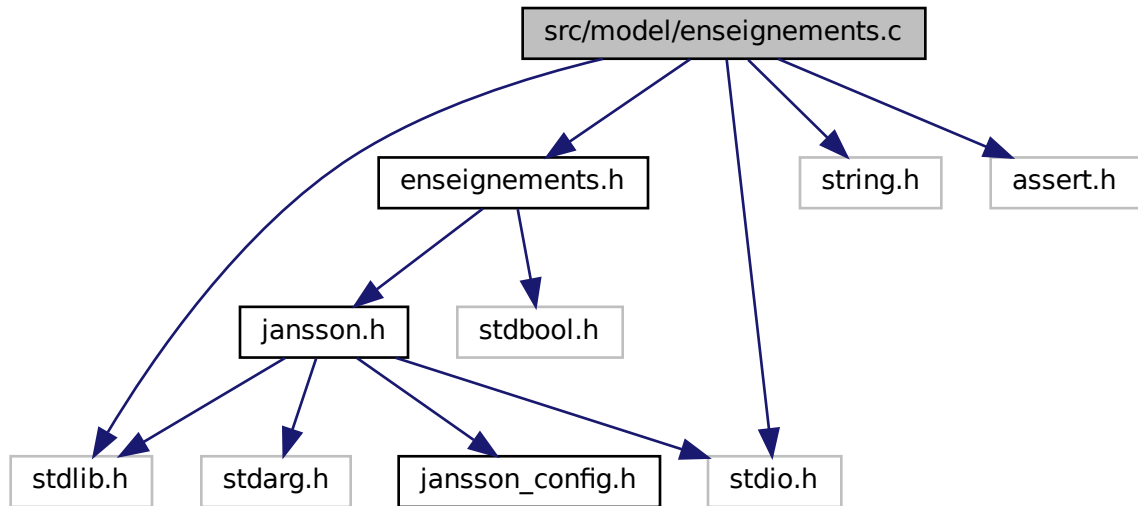 src/model/enseignements.c
enseignements.h
string.h
assert.h
jansson.h
stdbool.h
stdlib.h
stdarg.h
jansson_config.h
stdio.h